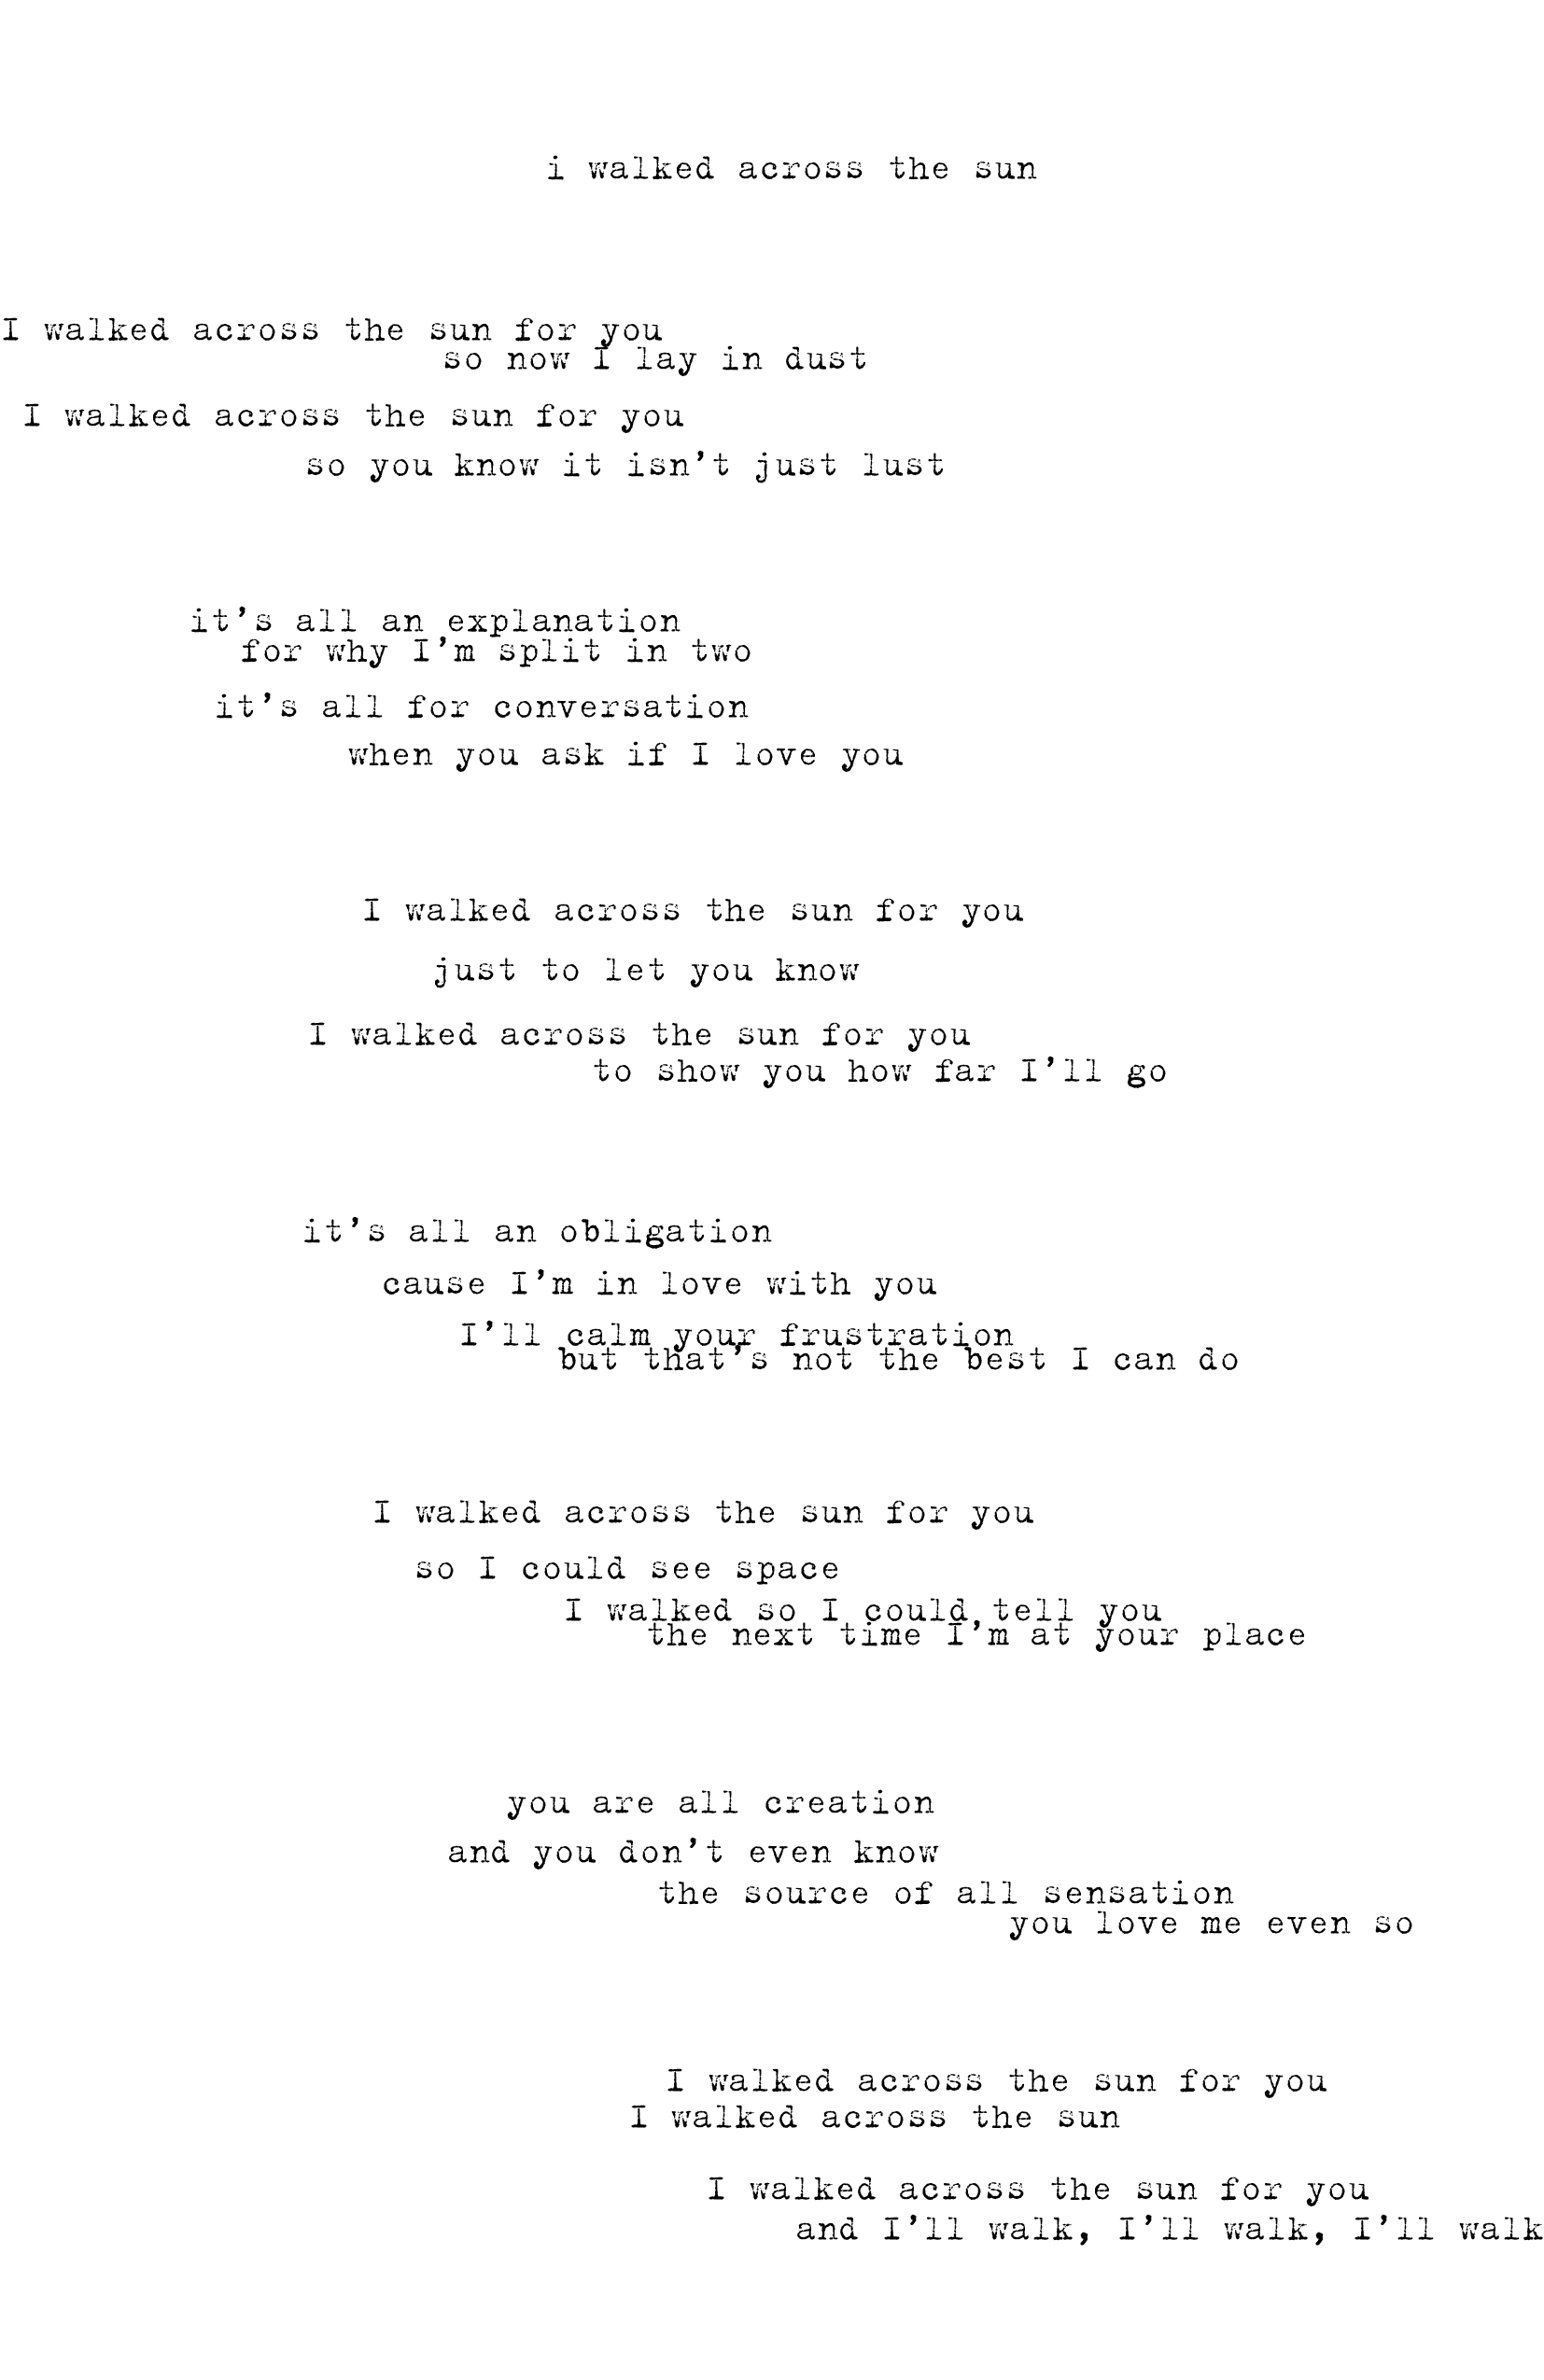 i walked across the sun
I walked across the sun for you
so now I lay in dust
I walked across the sun for you
so you know it isn't just lust
it's all an explanation
for why I'm split in two
it's all for conversation
when you ask if I love you
I walked across the sun for you
just to let you know
I walked across the sun for you
to show you how far I'll go
it's all an obligation
cause I'm in love with you
I'll calm your frustration
but that's not the best I can do
I walked across the sun for you
so I could see space
I walked so I could tell you
the next time I'm at your place
you are all creation
and you don't even know
the source of all sensation
you love me even so
I walked across the sun for you
I walked across the sun
I walked across the sun for you
and I'll walk, I'll walk, I'll walk